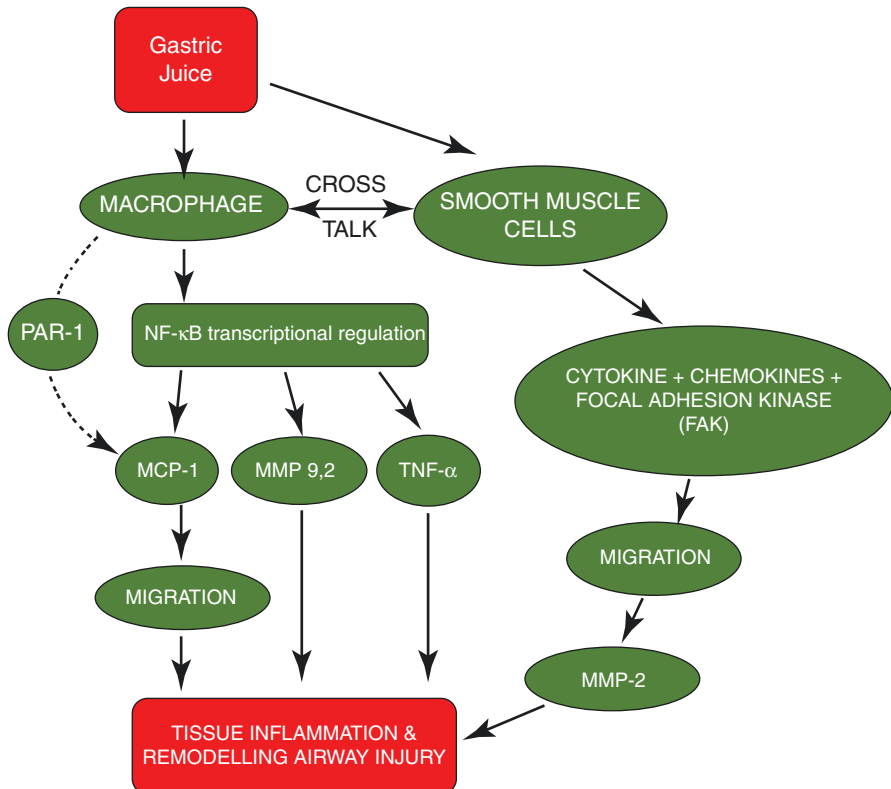 Gastric
Juice
MACROPHAGE
CROSS
TALK
SMOOTH MUSCLE
CELLS
PAR-1
NF-κB transcriptional regulation
CYTOKINE + CHEMOKINES +
FOCAL ADHESION KINASE
(FAK)
MCP-1
MMP 9,2
TNF-α
MIGRATION
MIGRATION
MMP-2
TISSUE INFLAMMATION &
REMODELLING AIRWAY INJURY